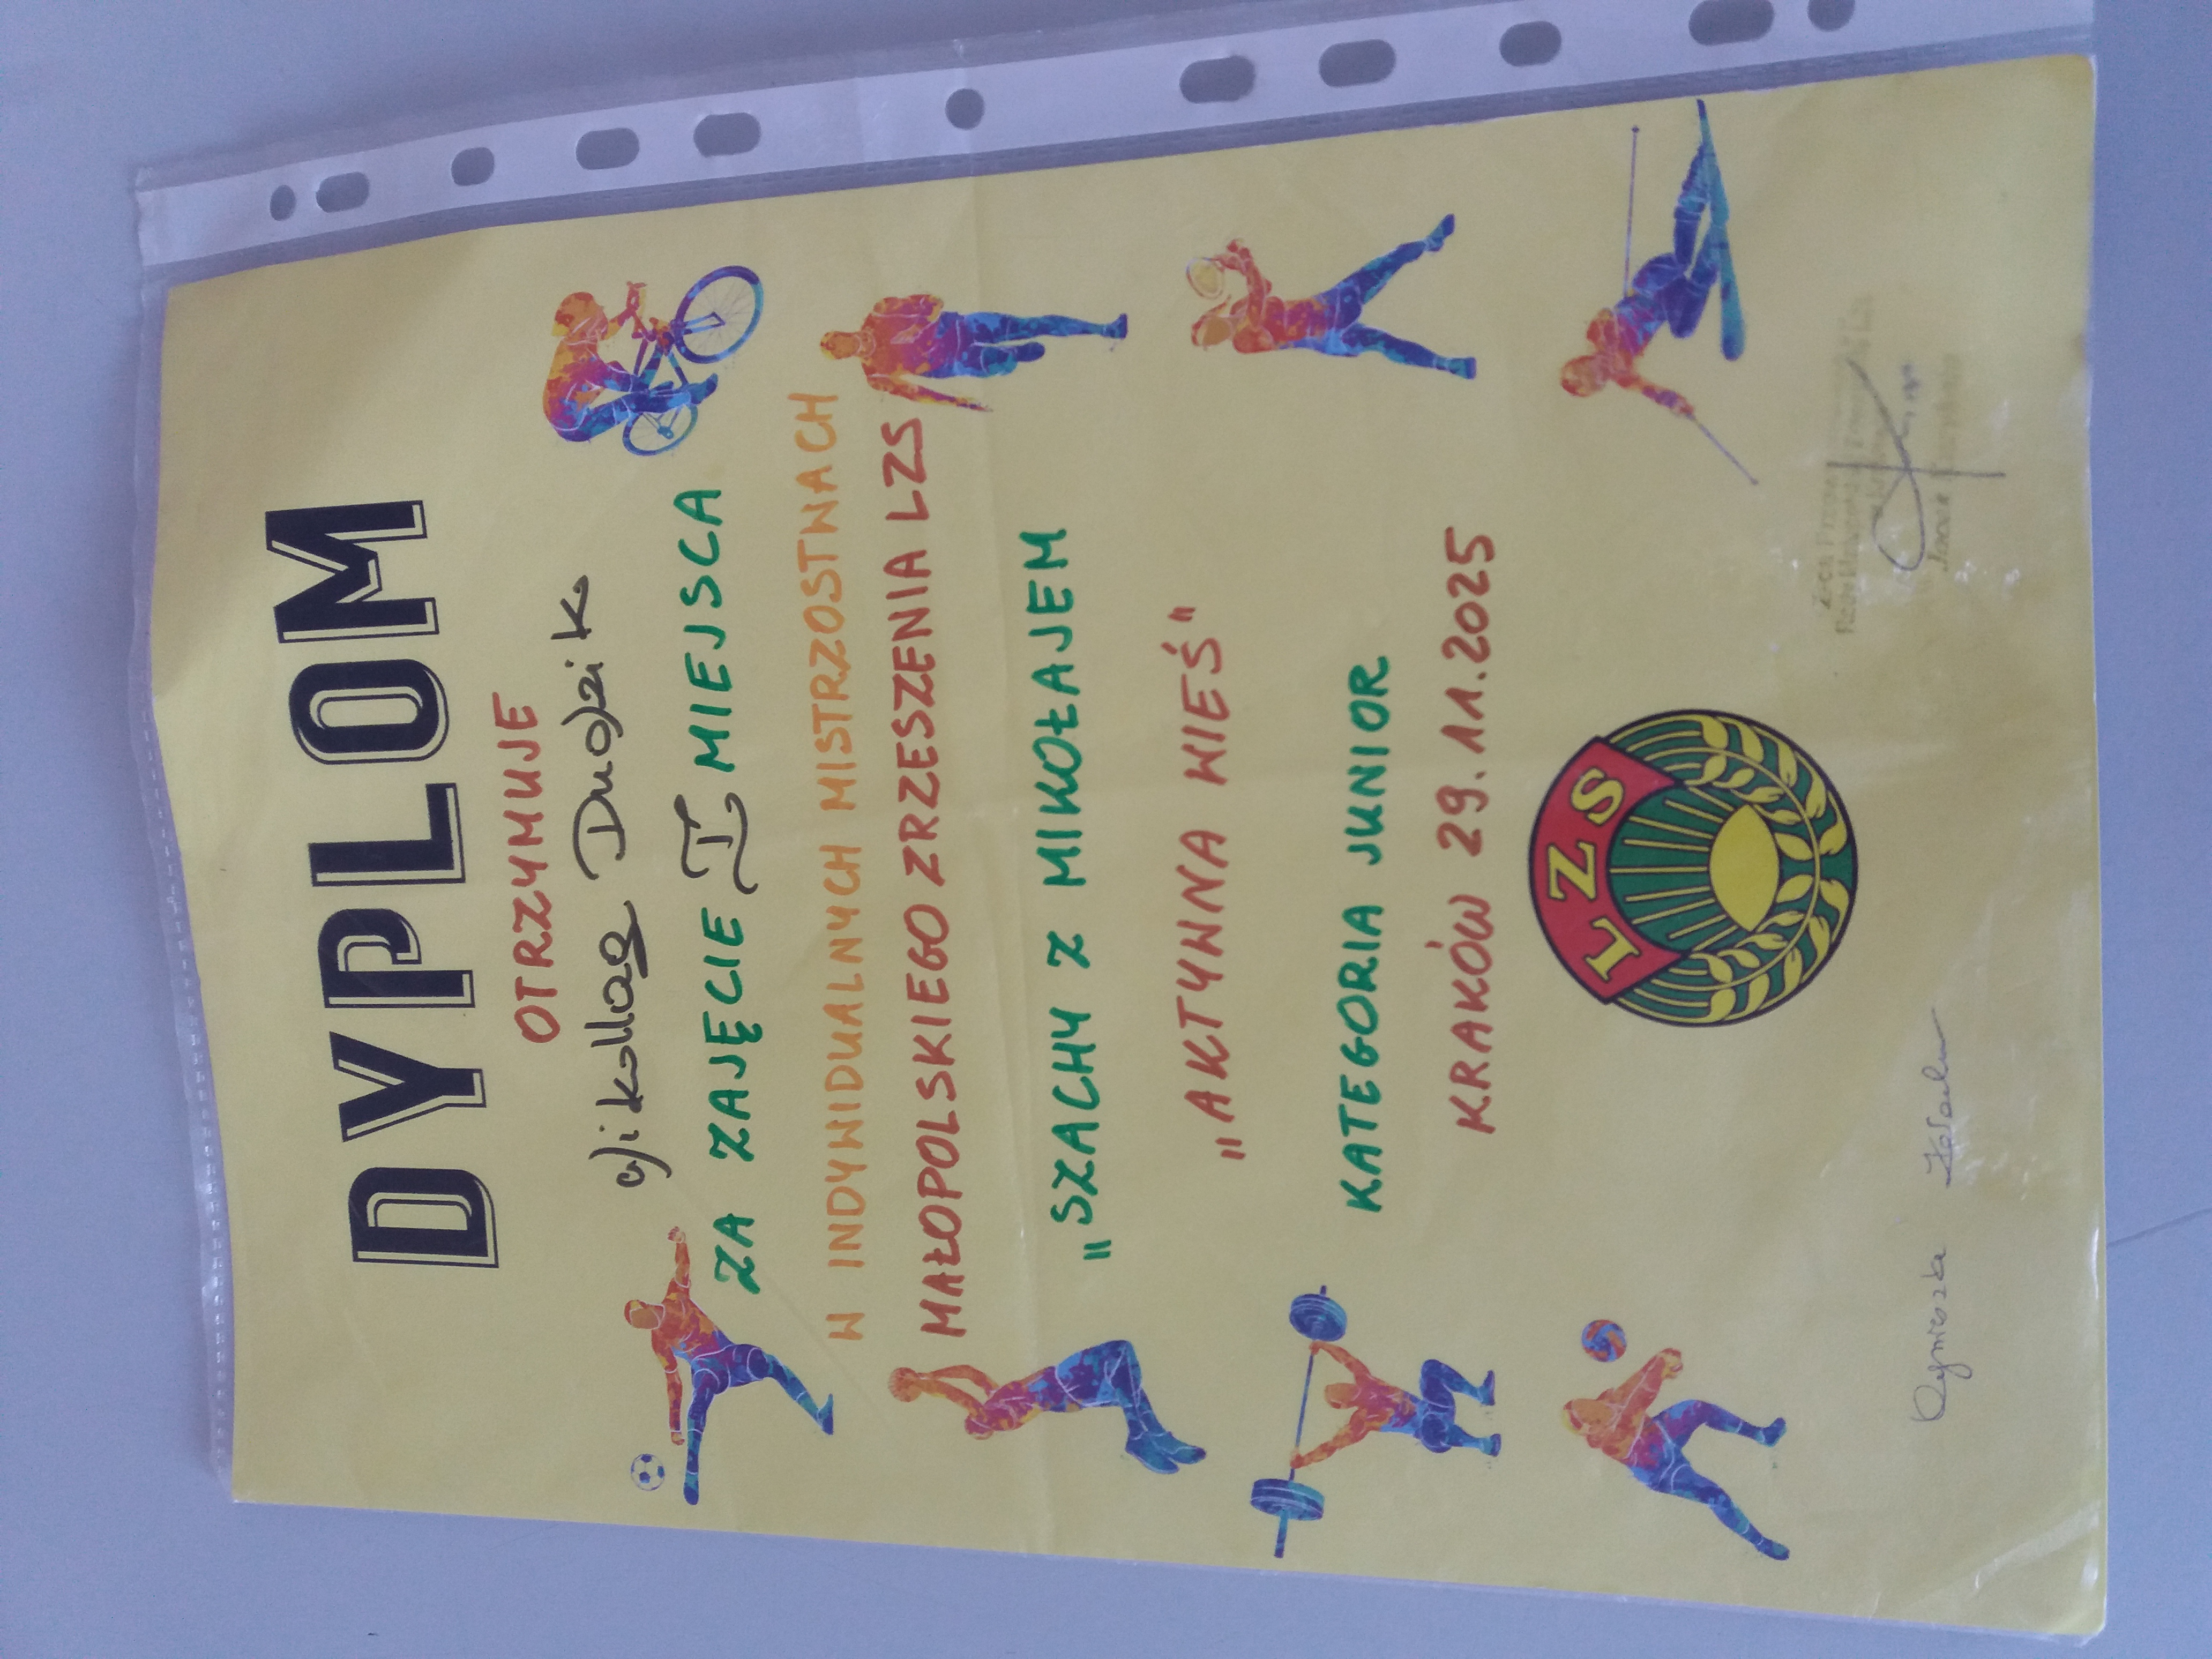 DYPLOM
OTRZYMUJE
Mikołaj Dudzik
ZA ZAJĘCIE I MIEJSCA
W INDYWIDUALNYCH MISTRZOSTWACH
MAŁOPOLSKIEGO ZRZESZENIA LZS
"SZACHY Z MIKOŁAJEM
"AKTYWNA WIEŚ"
KATEGORIA JUNIOR
KRAKÓW 29.11.2025
LZS
Agnieszka